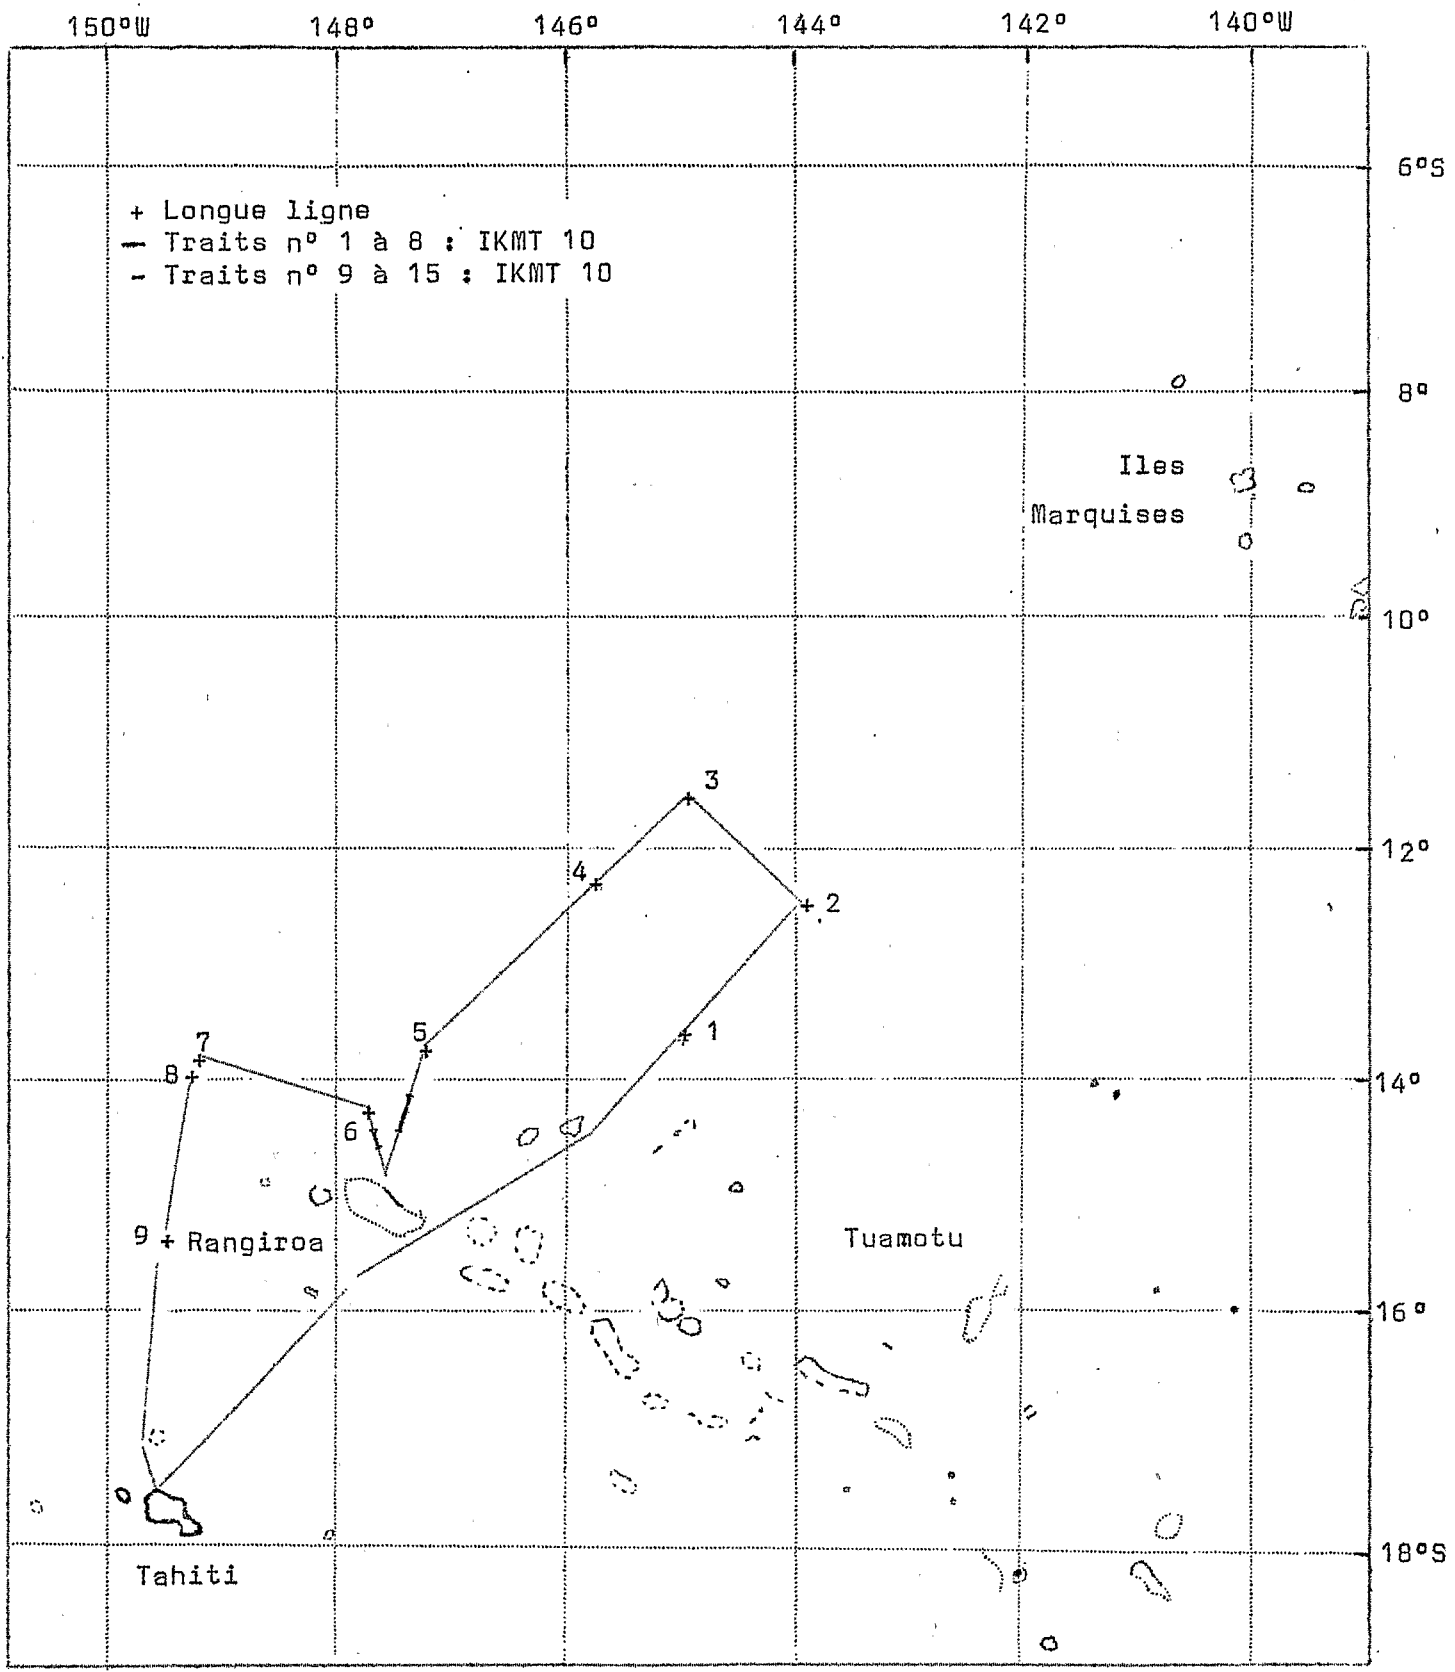 150°W 148° 146° 144° 142° 140°W
6°S
+ Longue ligne
— Traits n° 1 à 8 : IKMT 10
- Traits n° 9 à 15 : IKMT 10
8°
Iles
Marquises
10°
3
12°
4
2
5
1
7
8
14°
6
9
Rangiroa
Tuamotu
16°
18°S
Tahiti